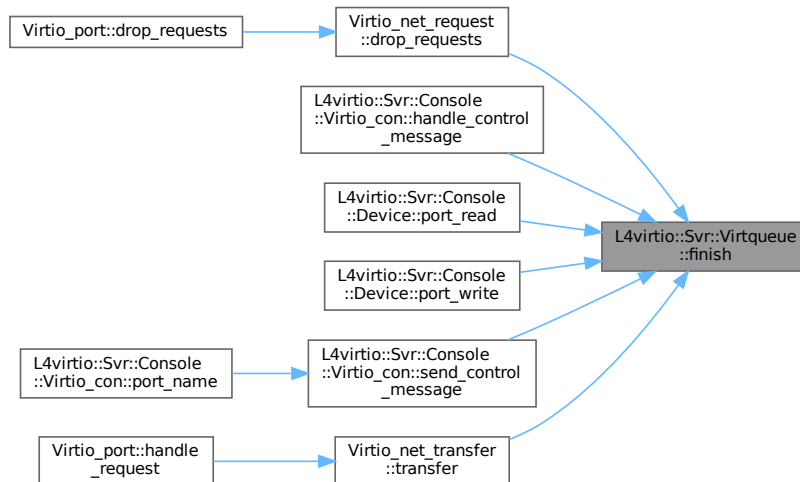 Virtio_port::drop_requests
Virtio_net_request
::drop_requests
L4virtio::Svr::Console
::Virtio_con::handle_control
_message
L4virtio::Svr::Console
::Device::port_read
L4virtio::Svr::Virtqueue
::finish
L4virtio::Svr::Console
::Device::port_write
L4virtio::Svr::Console
::Virtio_con::port_name
L4virtio::Svr::Console
::Virtio_con::send_control
_message
Virtio_port::handle
_request
Virtio_net_transfer
::transfer